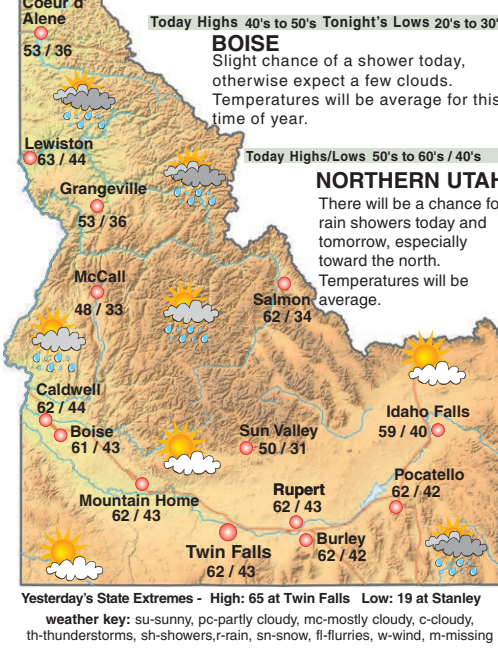 Coeur d'
Alene
53 / 36
Today Highs 40's to 50's Tonight's Lows 20's to 30's
BOISE
Slight chance of a shower today,
otherwise expect a few clouds.
Temperatures will be average for this
time of year.
Lewiston
63 / 44
Today Highs/Lows 50's to 60's / 40's
NORTHERN UTAH
There will be a chance fo
rain showers today and
tomorrow, especially
toward the north.
Temperatures will be
average.
Grangeville
53 / 36
McCall
48 / 33
Salmon
62 / 34
Caldwell
62 / 44
Boise
61 / 43
Sun Valley
50 / 31
Idaho Falls
59 / 40
Mountain Home
62 / 43
Rupert
62 / 43
Pocatello
62 / 42
Twin Falls
62 / 43
Burley
62 / 42
Yesterday's State Extremes - High: 65 at Twin Falls Low: 19 at Stanley
weather key: su-sunny, pc-partly cloudy, mc-mostly cloudy, c-cloudy,
th-thunderstorms, sh-showers,r-rain, sn-snow, fl-flurries, w-wind, m-missing